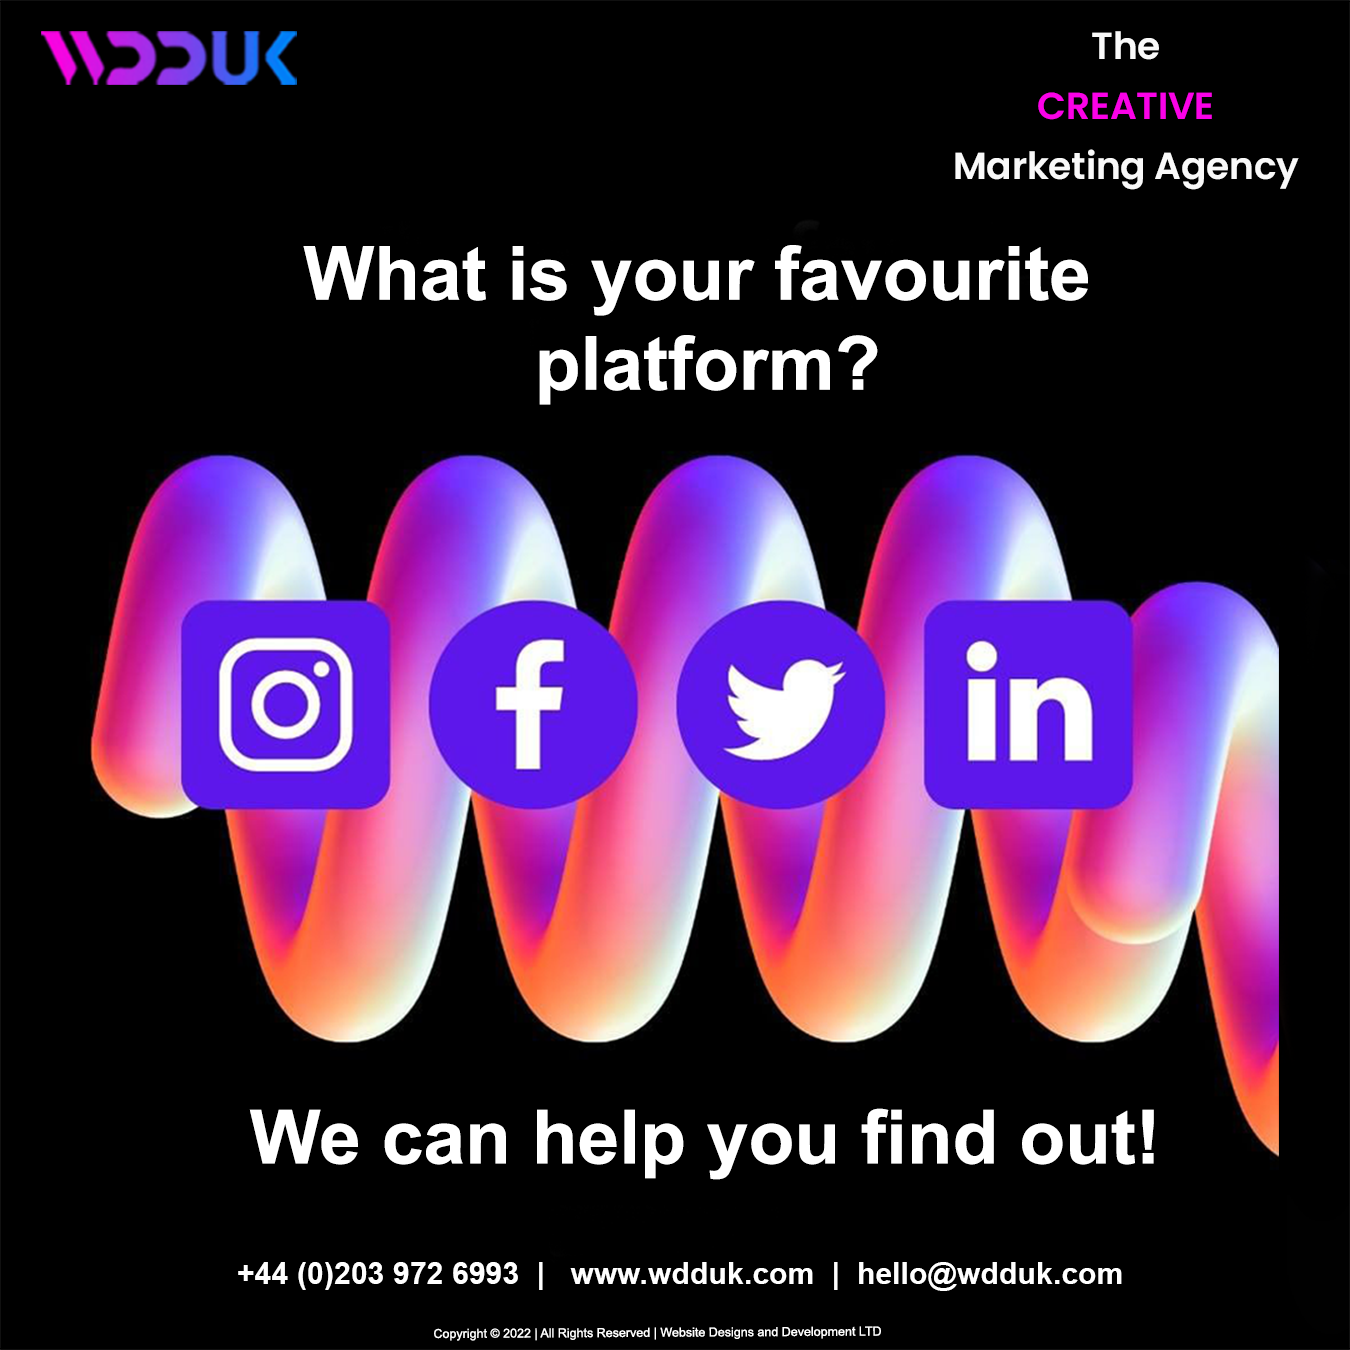 WDDUK
The
CREATIVE
Marketing Agency
What is your favourite
platform?
in
We can help you find out!
+44 (0)203 972 6993 | www.wdduk.com | hello@wdduk.com
Copyright © 2022 | All Rights Reserved | Website Designs and Development LTD